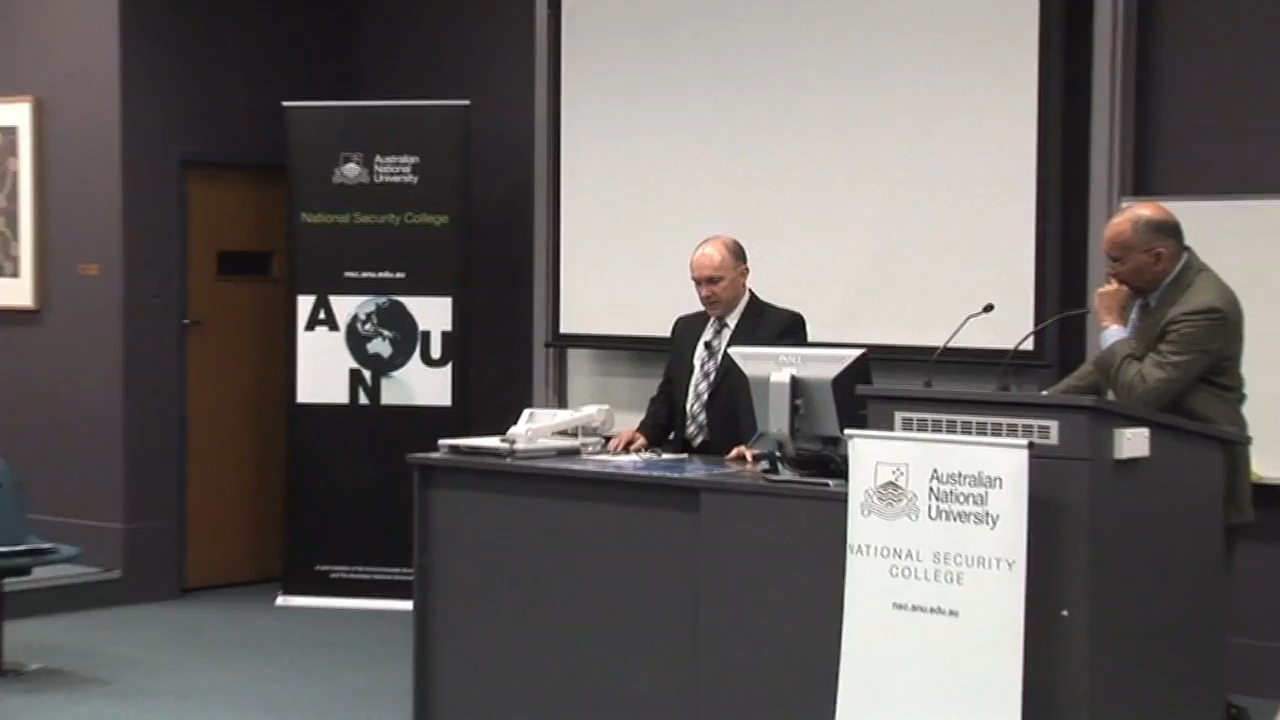 Australian
National
University
National Security College
nsc.anu.edu.au
A
N
U
DELL
Australian
National
University
NATIONAL SECURITY
COLLEGE
nsc.anu.edu.au